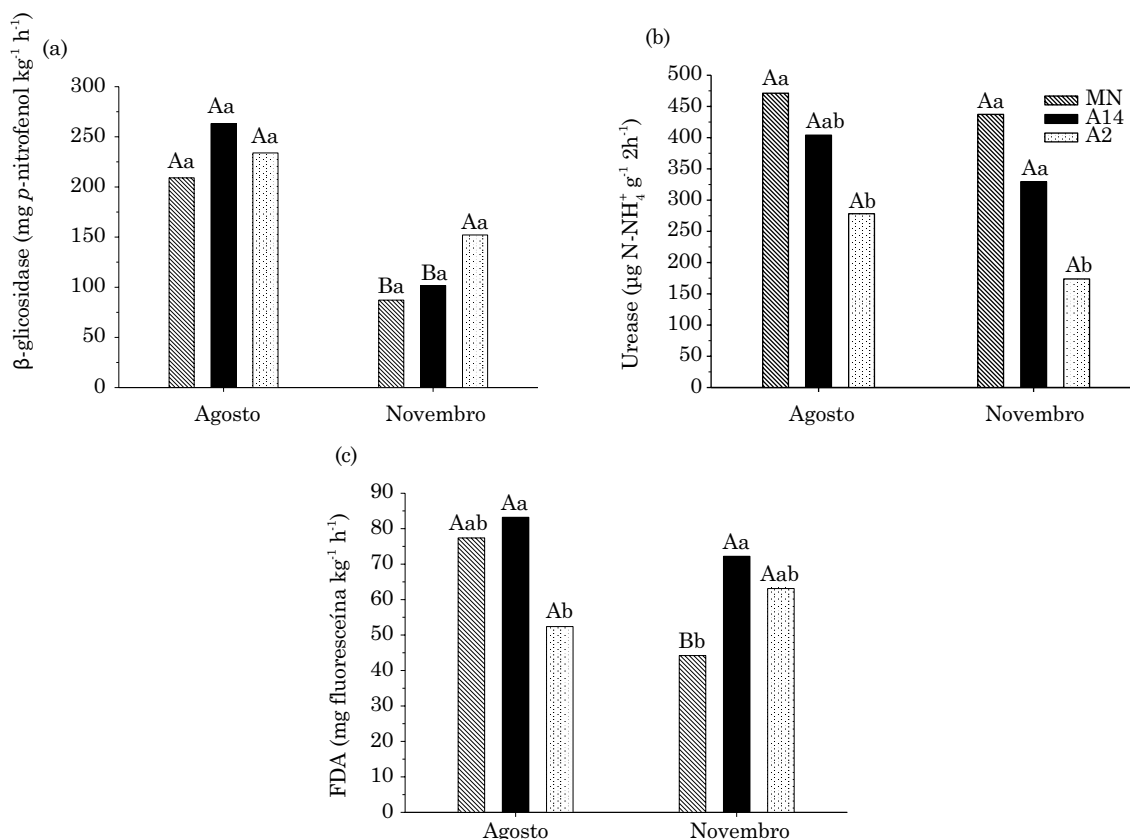 (a)
β-glicosidase (mg p-nitrofenol kg⁻¹ h⁻¹)
300
250
200
150
100
50
0
Aa
Aa
Aa
Ba
Ba
Aa
Agosto
Novembro
(b)
Urease (µg N-NH₄⁺ g⁻¹ 2h⁻¹)
500
450
400
350
300
250
200
150
100
50
0
Aa
Aab
Ab
Aa
Aa
Ab
MN
A14
A2
Agosto
Novembro
(c)
FDA (mg fluoresceína kg⁻¹ h⁻¹)
90
80
70
60
50
40
30
20
10
0
Aab
Aa
Ab
Bb
Aa
Aab
Agosto
Novembro